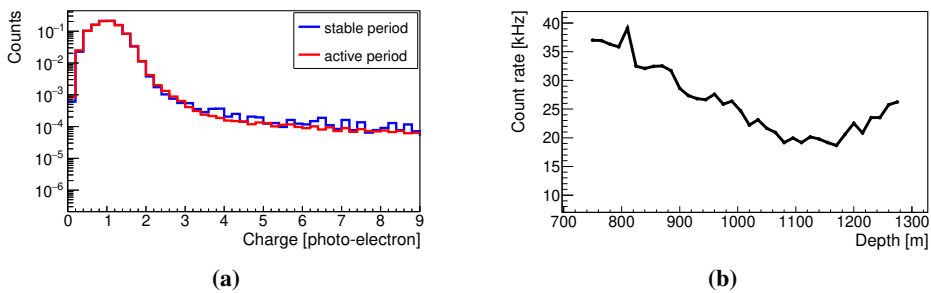 Counts
10⁻¹
10⁻²
10⁻³
10⁻⁴
10⁻⁵
10⁻⁶
stable period
active period
0 1 2 3 4 5 6 7 8 9
Charge [photo-electron]
(a)
Count rate [kHz]
40
35
30
25
20
15
10
700 800 900 1000 1100 1200 1300
Depth [m]
(b)